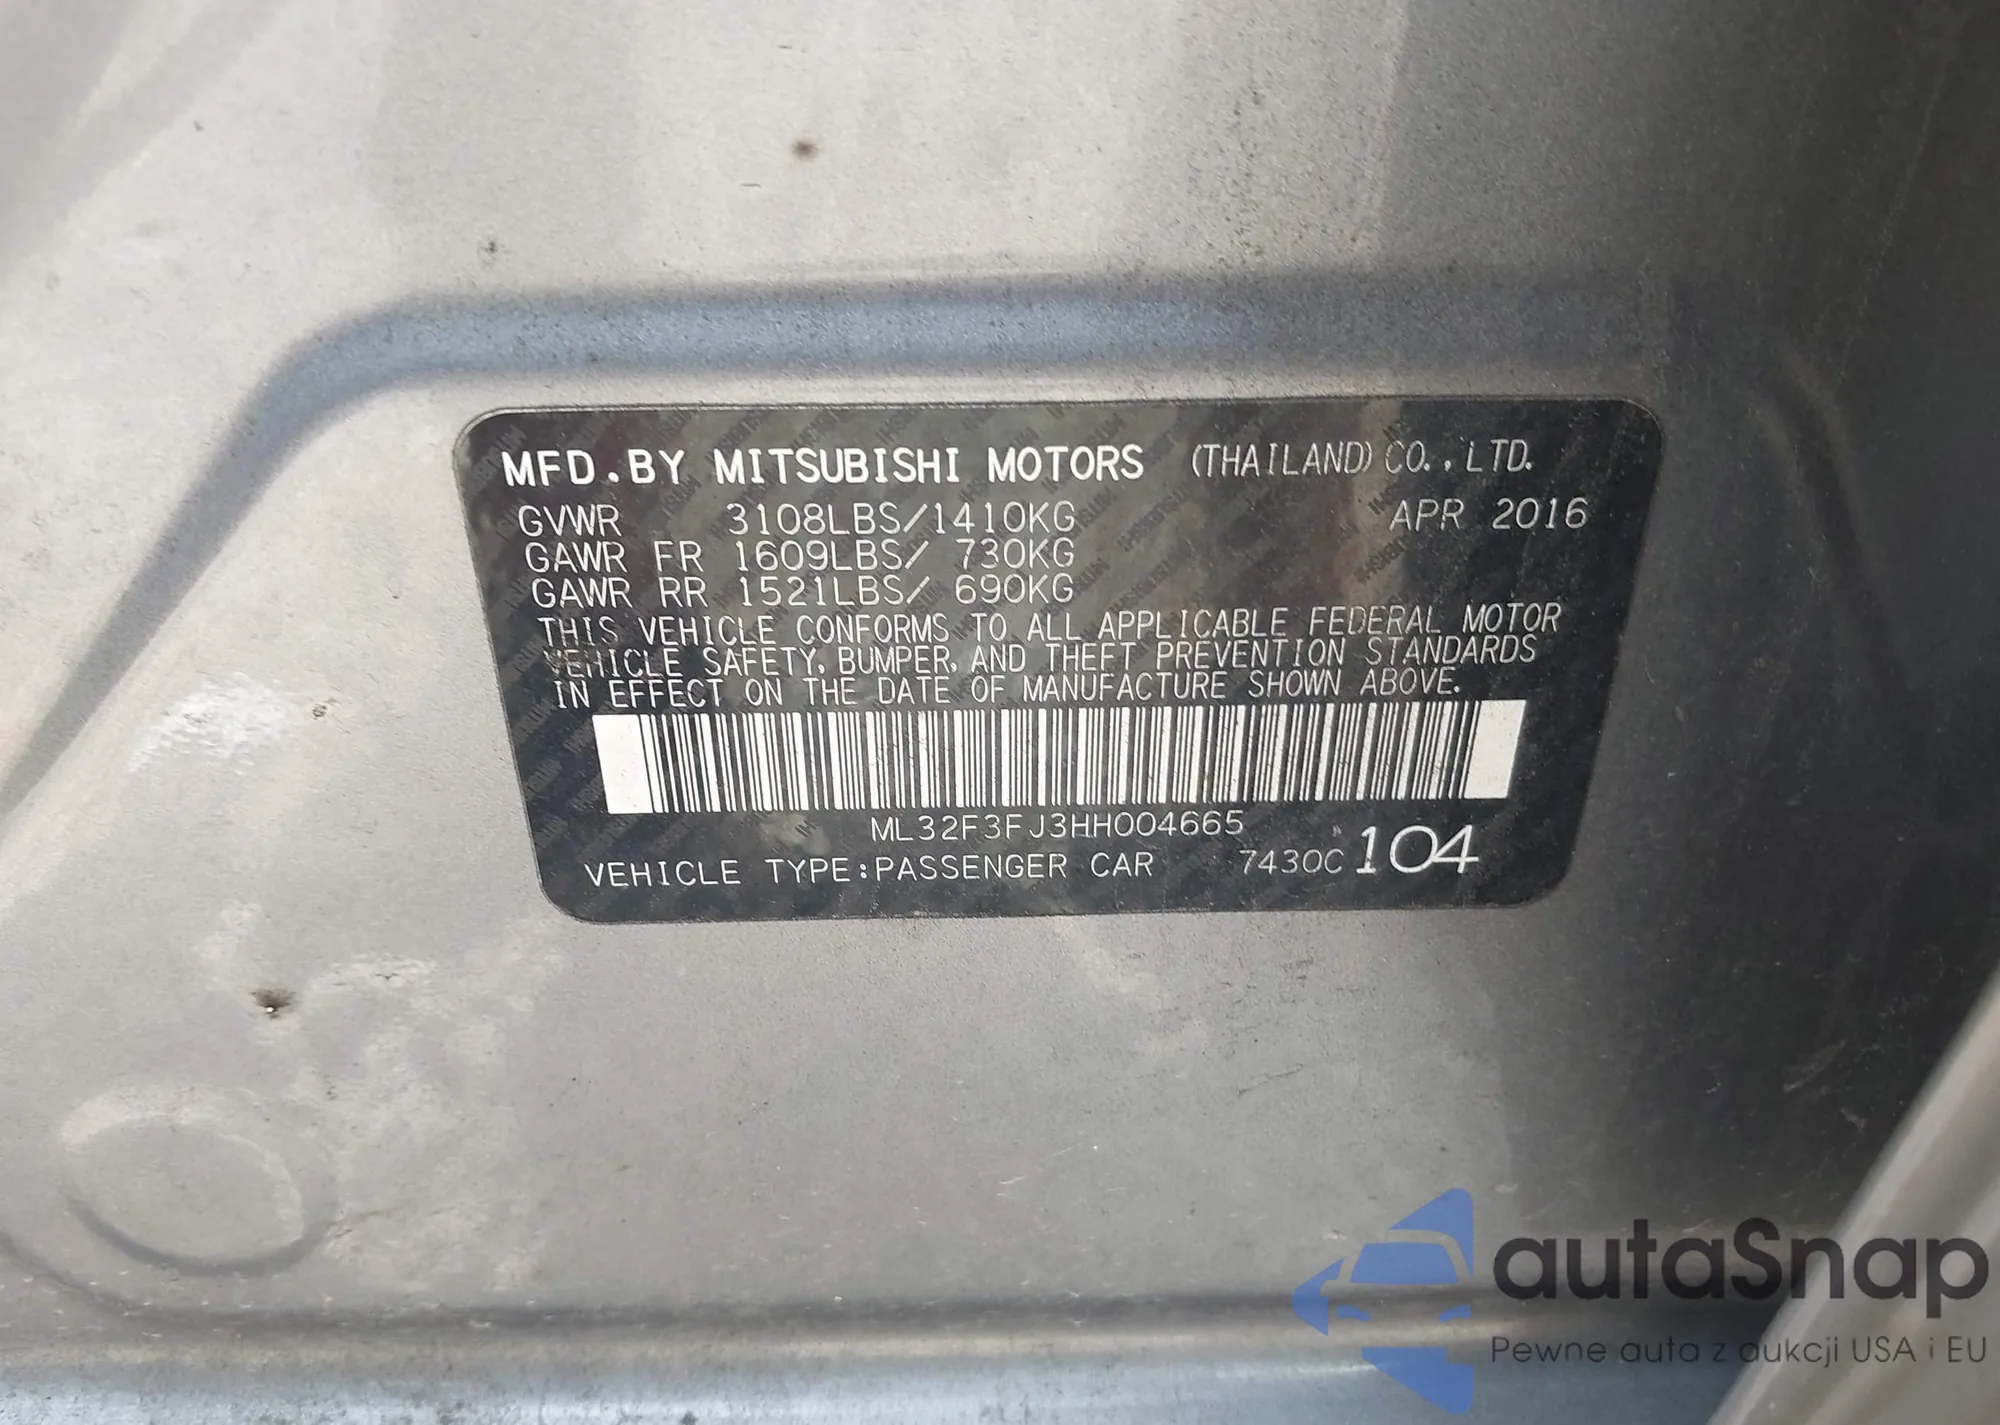 MFD.BY MITSUBISHI MOTORS (THAILAND) CO., LTD.
GVWR 3108LBS/1410KG APR 2016
GAWR FR 1609LBS/ 730KG
GAWR RR 1521LBS/ 690KG
THIS VEHICLE CONFORMS TO ALL APPLICABLE FEDERAL MOTOR
VEHICLE SAFETY, BUMPER, AND THEFT PREVENTION STANDARDS
IN EFFECT ON THE DATE OF MANUFACTURE SHOWN ABOVE.
ML32F3FJ3HH004665
VEHICLE TYPE:PASSENGER CAR 7430C 104
autaSnap
Pewne auta z aukcji USA i EU